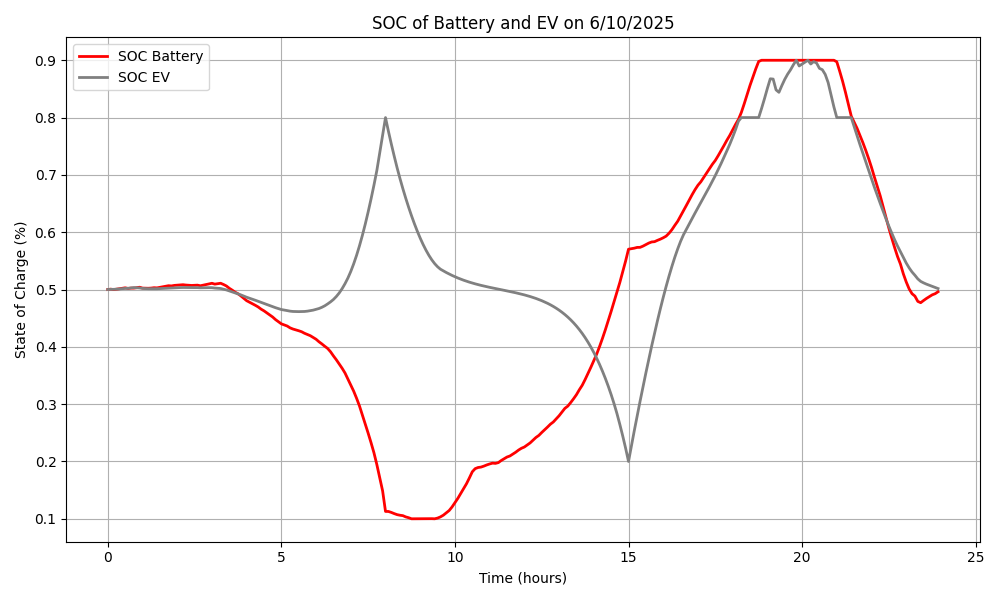 SOC of Battery and EV on 6/10/2025
SOC Battery
SOC EV
State of Charge (%)
0.9
0.8
0.7
0.6
0.5
0.4
0.3
0.2
0.1
0 5 10 15 20 25
Time (hours)